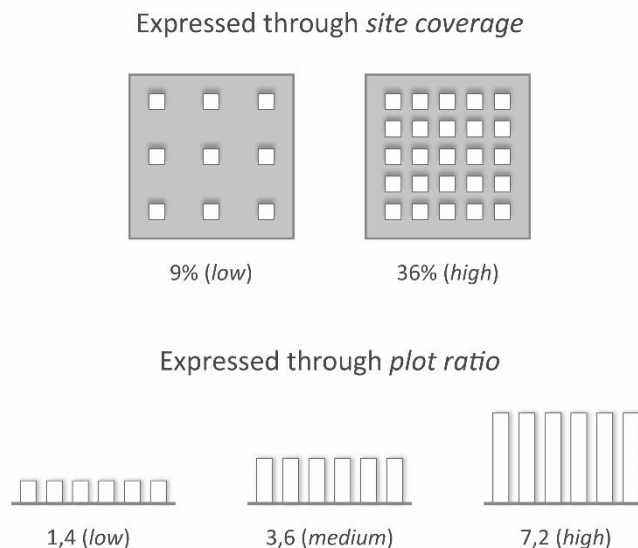 Expressed through site coverage
9% (low)
36% (high)
Expressed through plot ratio
1,4 (low)
3,6 (medium)
7,2 (high)